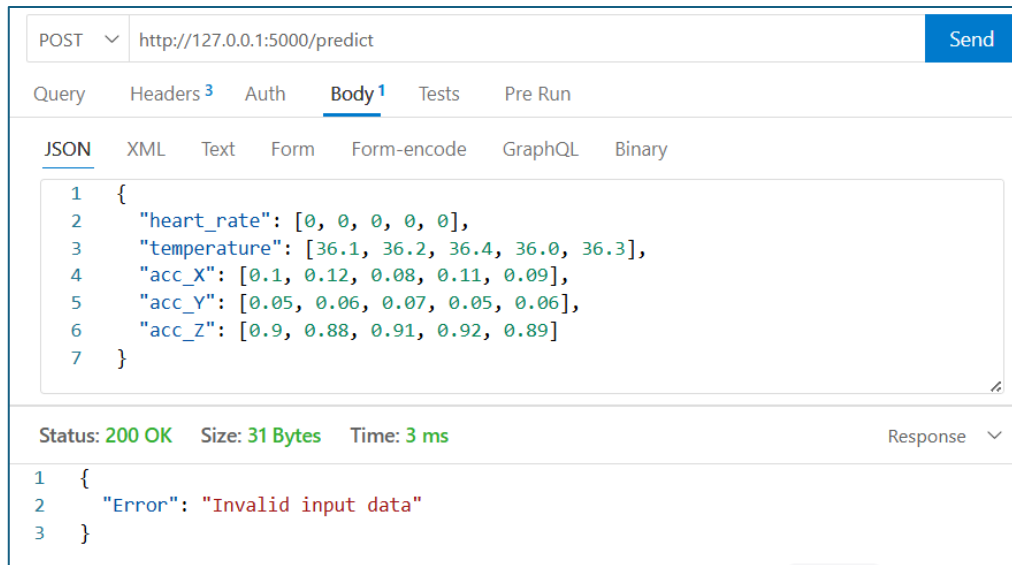 POST http://127.0.0.1:5000/predict Send
Query Headers 3 Auth Body 1 Tests Pre Run
JSON XML Text Form Form-encode GraphQL Binary
1 {
2 "heart_rate": [0, 0, 0, 0, 0],
3 "temperature": [36.1, 36.2, 36.4, 36.0, 36.3],
4 "acc_X": [0.1, 0.12, 0.08, 0.11, 0.09],
5 "acc_Y": [0.05, 0.06, 0.07, 0.05, 0.06],
6 "acc_Z": [0.9, 0.88, 0.91, 0.92, 0.89]
7 }
Status: 200 OK Size: 31 Bytes Time: 3 ms Response
1 {
2 "Error": "Invalid input data"
3 }